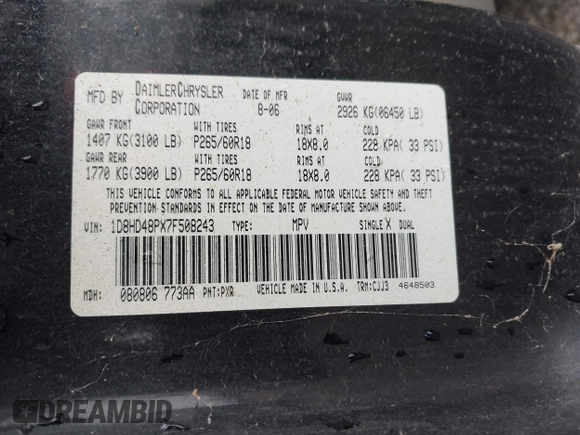 MFD BY DAIMLERCHRYSLER CORPORATION DATE OF MFR 8-06 GVWR 2926 KG(06450 LB)
GAWR FRONT WITH TIRES RIMS AT COLD
1407 KG(3100 LB) P265/60R18 18X8.0 228 KPA( 33 PSI)
GAWR REAR WITH TIRES RIMS AT COLD
1770 KG(3900 LB) P265/60R18 18X8.0 228 KPA( 33 PSI)
THIS VEHICLE CONFORMS TO ALL APPLICABLE FEDERAL MOTOR VEHICLE SAFETY AND THEFT
PREVENTION STANDARDS IN EFFECT ON THE DATE OF MANUFACTURE SHOWN ABOVE.
VIN: 1D8HD48PX7F508243 TYPE: MPV SINGLE X DUAL
MDH: 080806 773AA PNT:PXR VEHICLE MADE IN U.S.A. TRM:CJJ3 4648503
DREAMBID